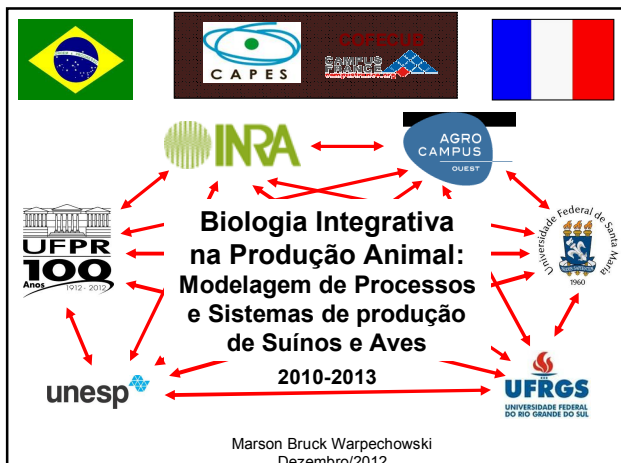 CAPES
COFECUB
CAMPUS
FRANCE
INRA
AGRO
CAMPUS
OUEST
UFPR
100
Anos 1912 - 2012
Universidade Federal de Santa Maria
1960
Biologia Integrativa
na Produção Animal:
Modelagem de Processos
e Sistemas de produção
de Suínos e Aves
2010-2013
unesp
UFRGS
UNIVERSIDADE FEDERAL
DO RIO GRANDE DO SUL
Marson Bruck Warpechowski
Dezembro/2012